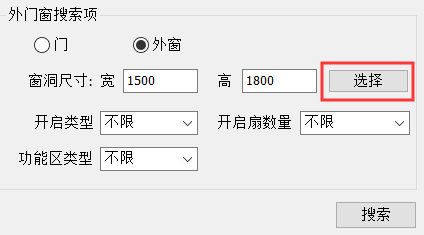 外门窗搜索项
门 外窗
窗洞尺寸: 宽 1500 高 1800 选择
开启类型 不限 开启扇数量 不限
功能区类型 不限
搜索